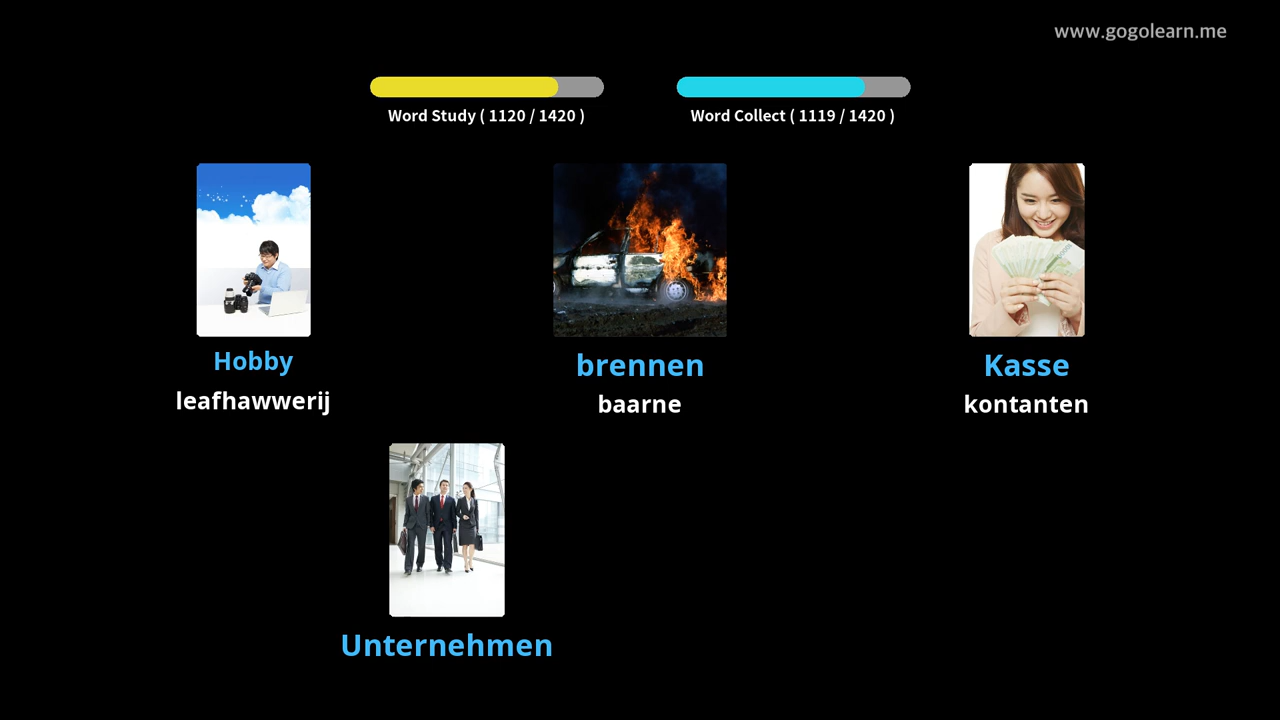 www.gogolearn.me
Word Study ( 1120 / 1420 )
Word Collect ( 1119 / 1420 )
Hobby
leafhawwerij
brennen
baarne
Kasse
kontanten
Unternehmen